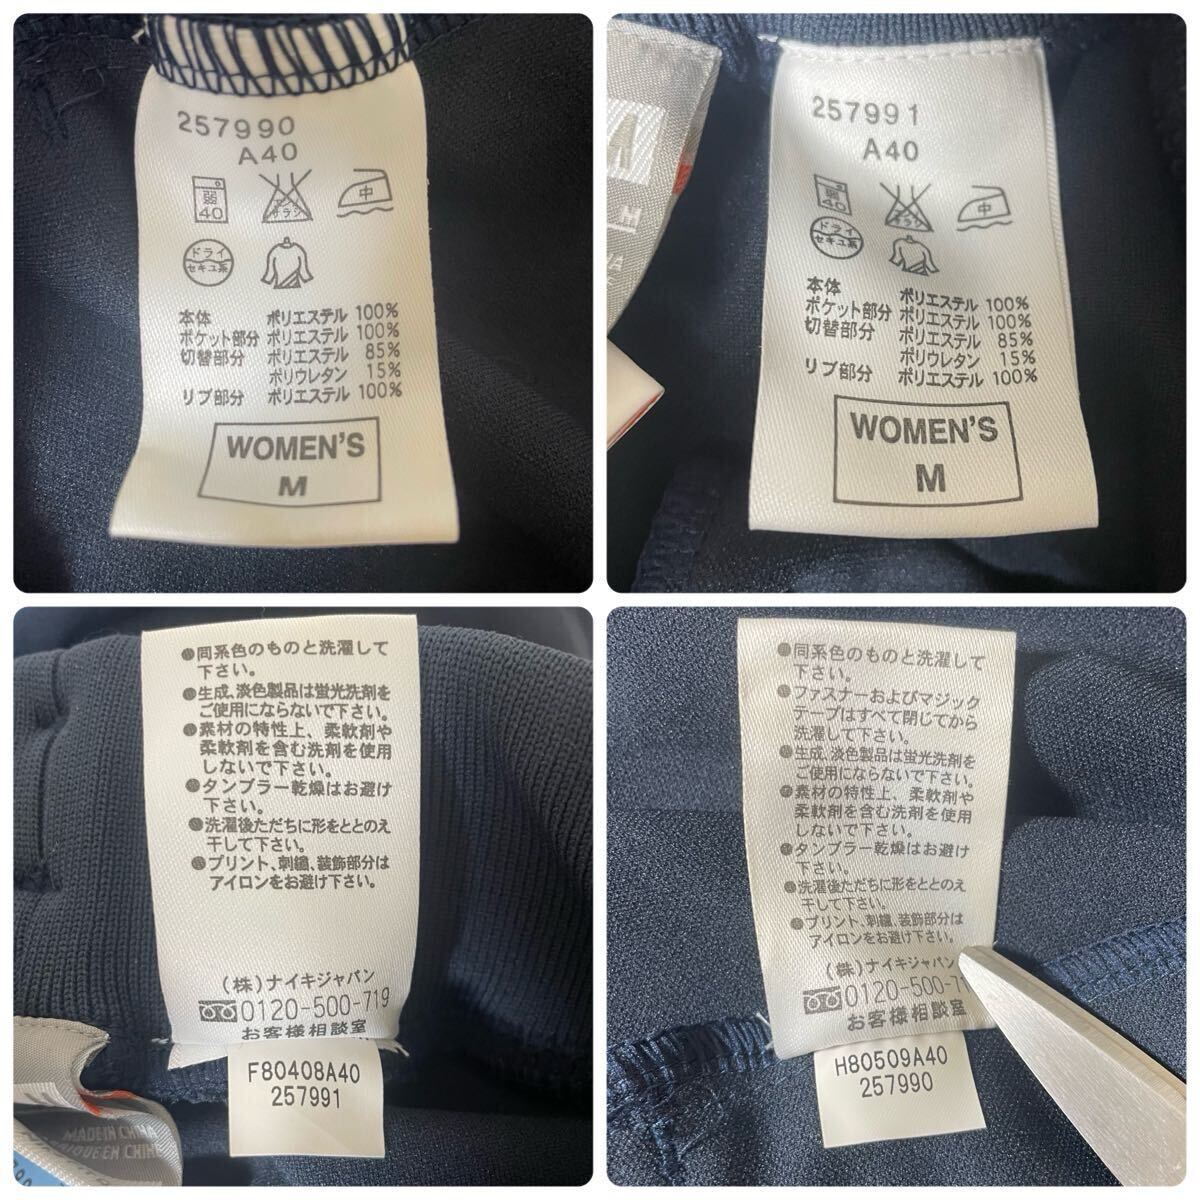 257990
A40
弱
40
エンソ
チラシ
中
ドライ
セキユ系
本体 ポリエステル 100%
ポケット部分 ポリエステル 100%
切替部分 ポリエステル 85%
ポリウレタン 15%
リブ部分 ポリエステル 100%
WOMEN'S
M
257991
A40
弱
40
中
ドライ
セキユ系
本体 ポリエステル 100%
ポケット部分 ポリエステル 100%
切替部分 ポリエステル 85%
ポリウレタン 15%
リブ部分 ポリエステル 100%
WOMEN'S
M
M
●同系色のものと洗濯して
下さい。
●生成、淡色製品は蛍光洗剤を
ご使用にならないで下さい。
●素材の特性上、柔軟剤や
柔軟剤を含む洗剤を使用
しないで下さい。
●タンブラー乾燥はお避け
下さい。
●洗濯後ただちに形をととのえ
干して下さい。
●プリント、刺繍、装飾部分は
アイロンをお避け下さい。
(株)ナイキジャパン
0120-500-719
お客様相談室
F80408A40
257991
MADE IN CHINA
●同系色のものと洗濯して
下さい。
●ファスナーおよびマジック
テープはすべて閉じてから
洗濯して下さい。
●生成、淡色製品は蛍光洗剤を
ご使用にならないで下さい。
●素材の特性上、柔軟剤や
柔軟剤を含む洗剤を使用
しないで下さい。
●タンブラー乾燥はお避け
下さい。
●洗濯後ただちに形をととのえ
干して下さい。
●プリント、刺繍、装飾部分は
アイロンをお避け下さい。
(株)ナイキジャパン
0120-500-71
お客様相談室
H80509A40
257990